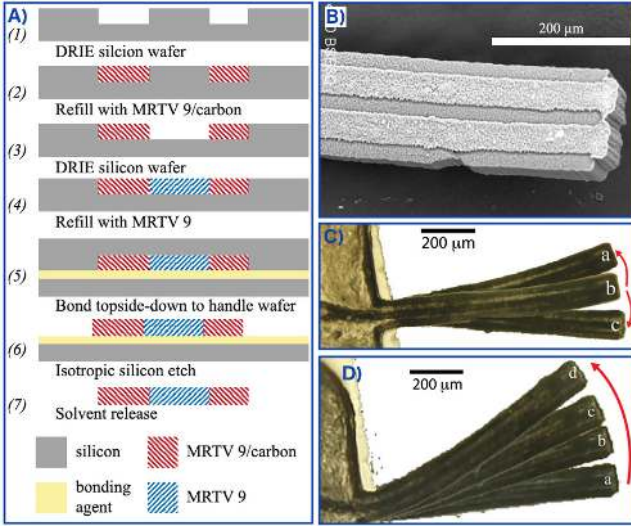 A)
(1)
DRIE silcion wafer
(2)
Refill with MRTV 9/carbon
(3)
DRIE silicon wafer
(4)
Refill with MRTV 9
(5)
Bond topside-down to handle wafer
(6)
Isotropic silicon etch
(7)
Solvent release
silicon
MRTV 9/carbon
bonding
agent
MRTV 9
B)
200 μm
C)
200 μm
a
b
c
D)
200 μm
d
c
b
a